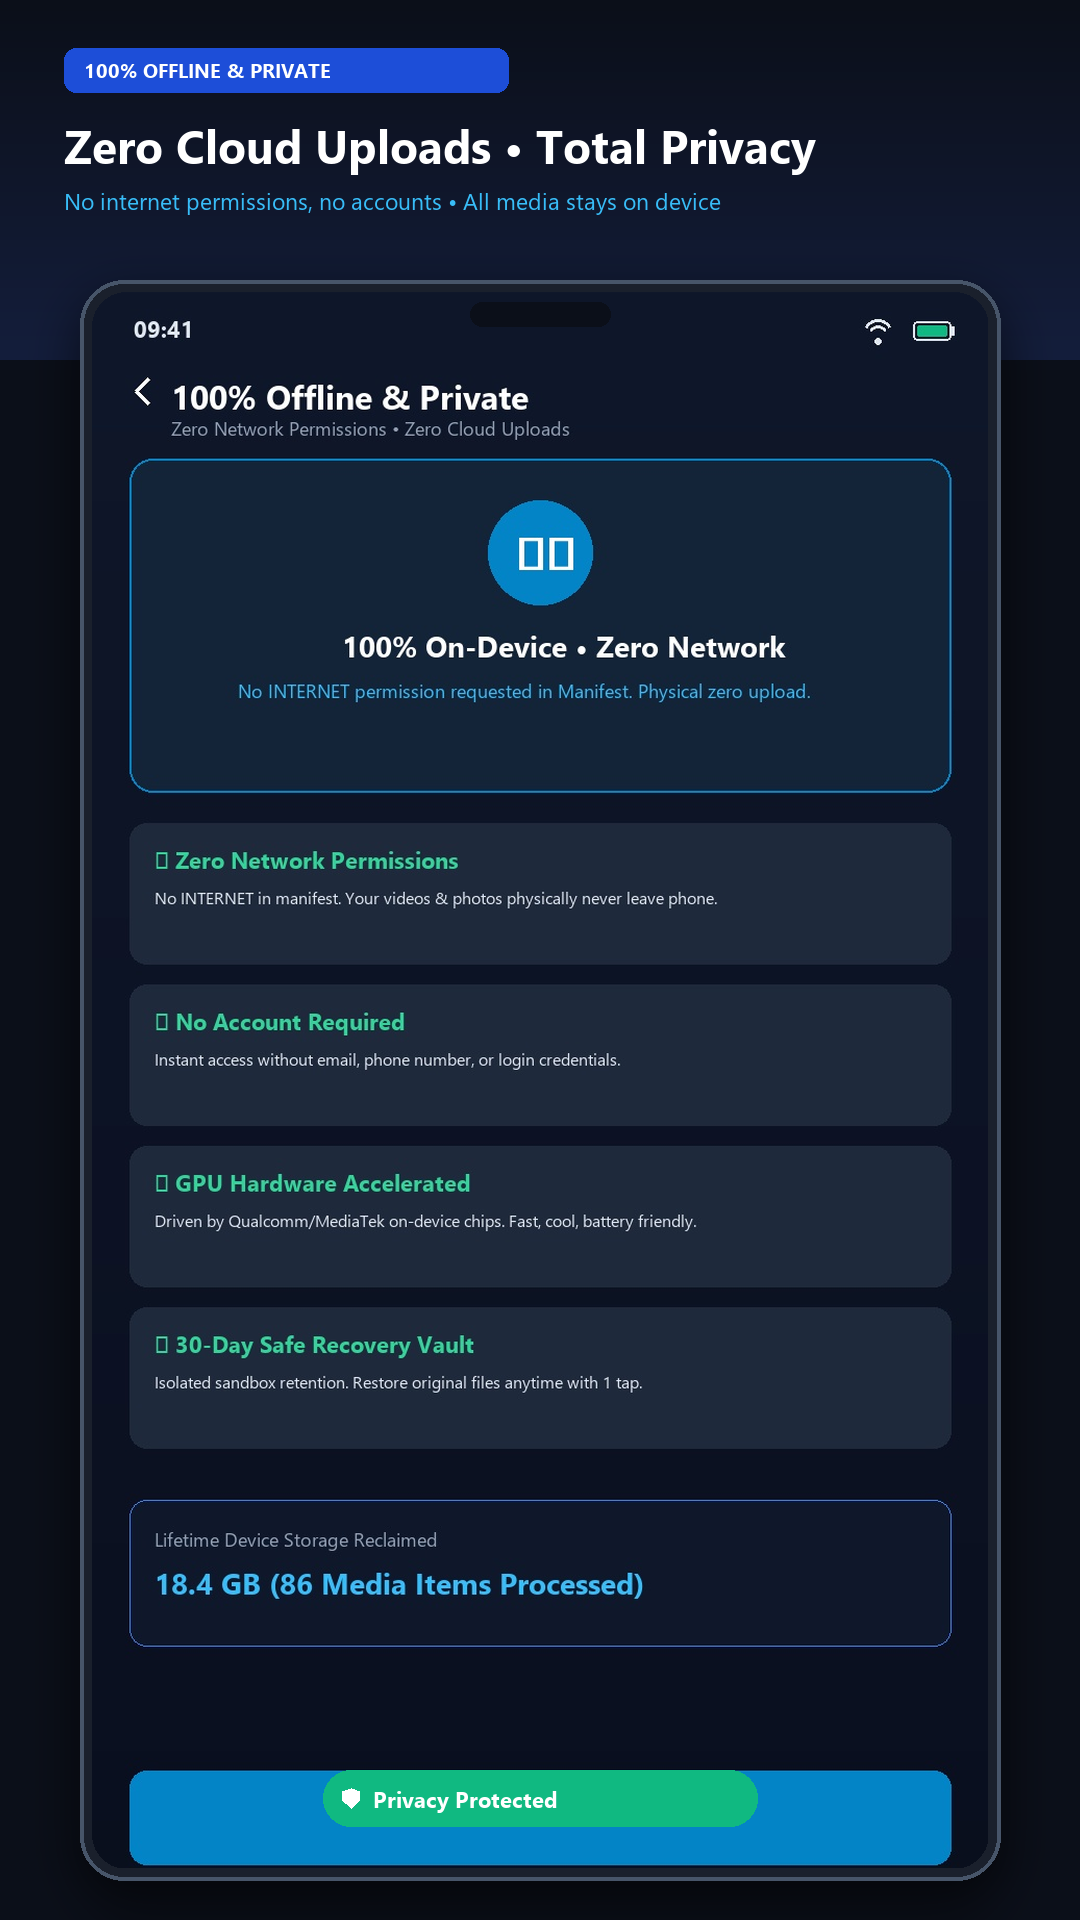 100% OFFLINE & PRIVATE
Zero Cloud Uploads • Total Privacy
No internet permissions, no accounts • All media stays on device
09:41
100% Offline & Private
Zero Network Permissions • Zero Cloud Uploads
100% On-Device • Zero Network
No INTERNET permission requested in Manifest. Physical zero upload.
Zero Network Permissions
No INTERNET in manifest. Your videos & photos physically never leave phone.
No Account Required
Instant access without email, phone number, or login credentials.
GPU Hardware Accelerated
Driven by Qualcomm/MediaTek on-device chips. Fast, cool, battery friendly.
30-Day Safe Recovery Vault
Isolated sandbox retention. Restore original files anytime with 1 tap.
Lifetime Device Storage Reclaimed
18.4 GB (86 Media Items Processed)
Privacy Protected